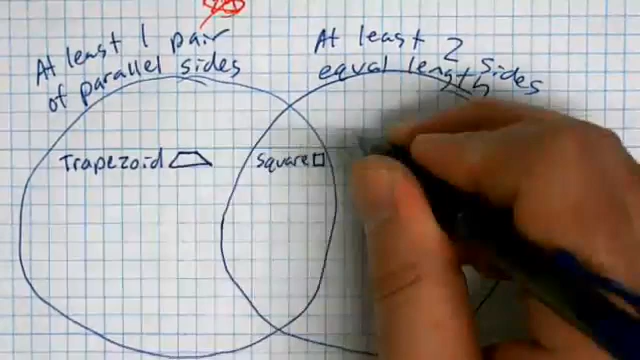 At least 1 pair
of parallel sides
At least 2 sides
equal length
Trapezoid
Square